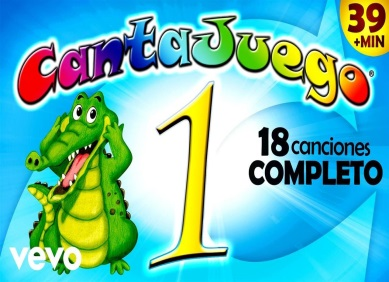 39
+MIN
CantaJuego®
1
18 canciones
COMPLETO
vevo